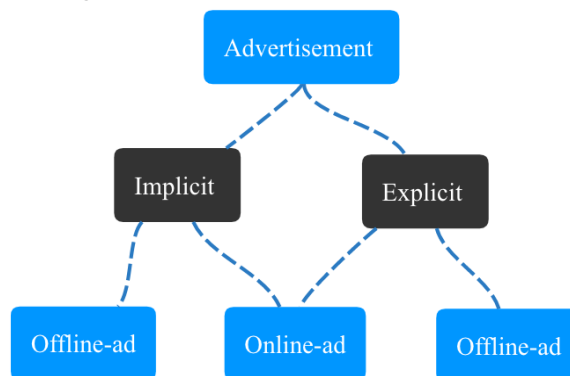 Advertisement
Implicit
Explicit
Offline-ad
Online-ad
Offline-ad